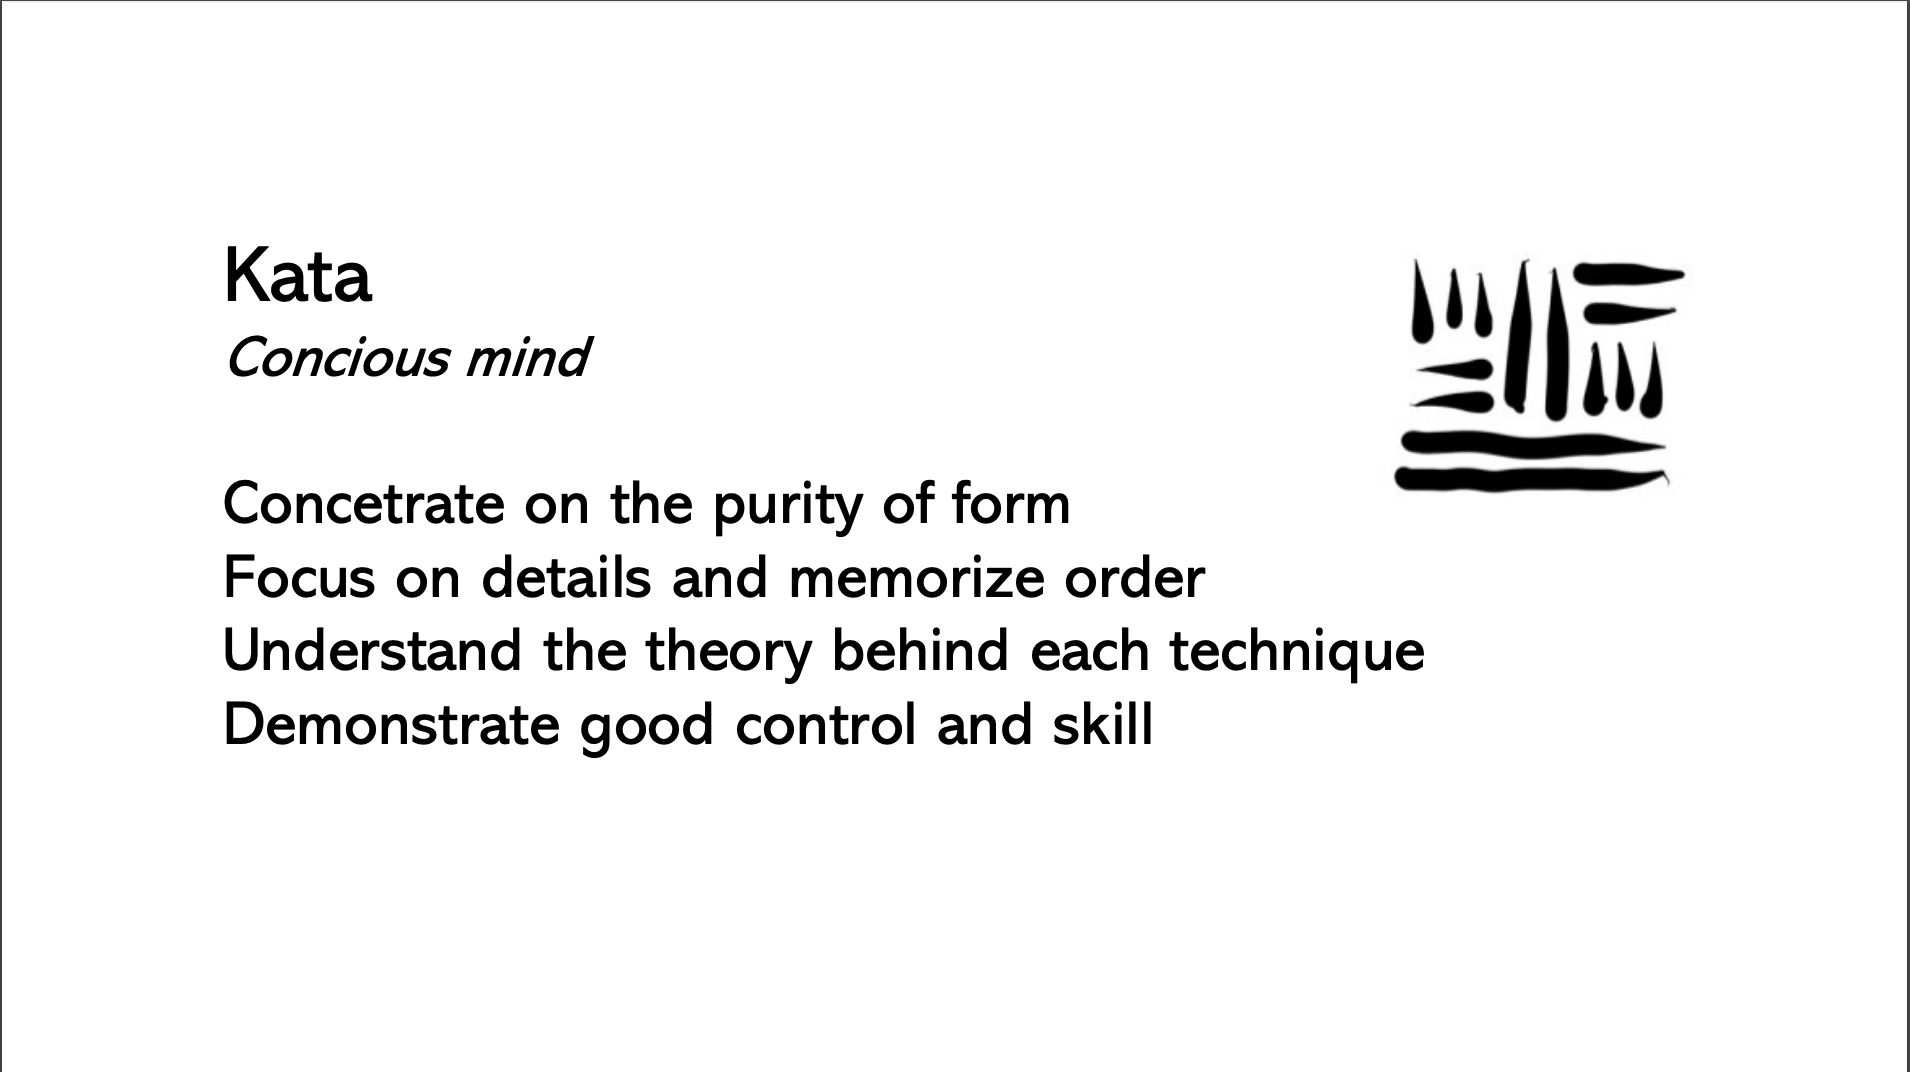 Kata
Concious mind
Concetrate on the purity of form
Focus on details and memorize order
Understand the theory behind each technique
Demonstrate good control and skill